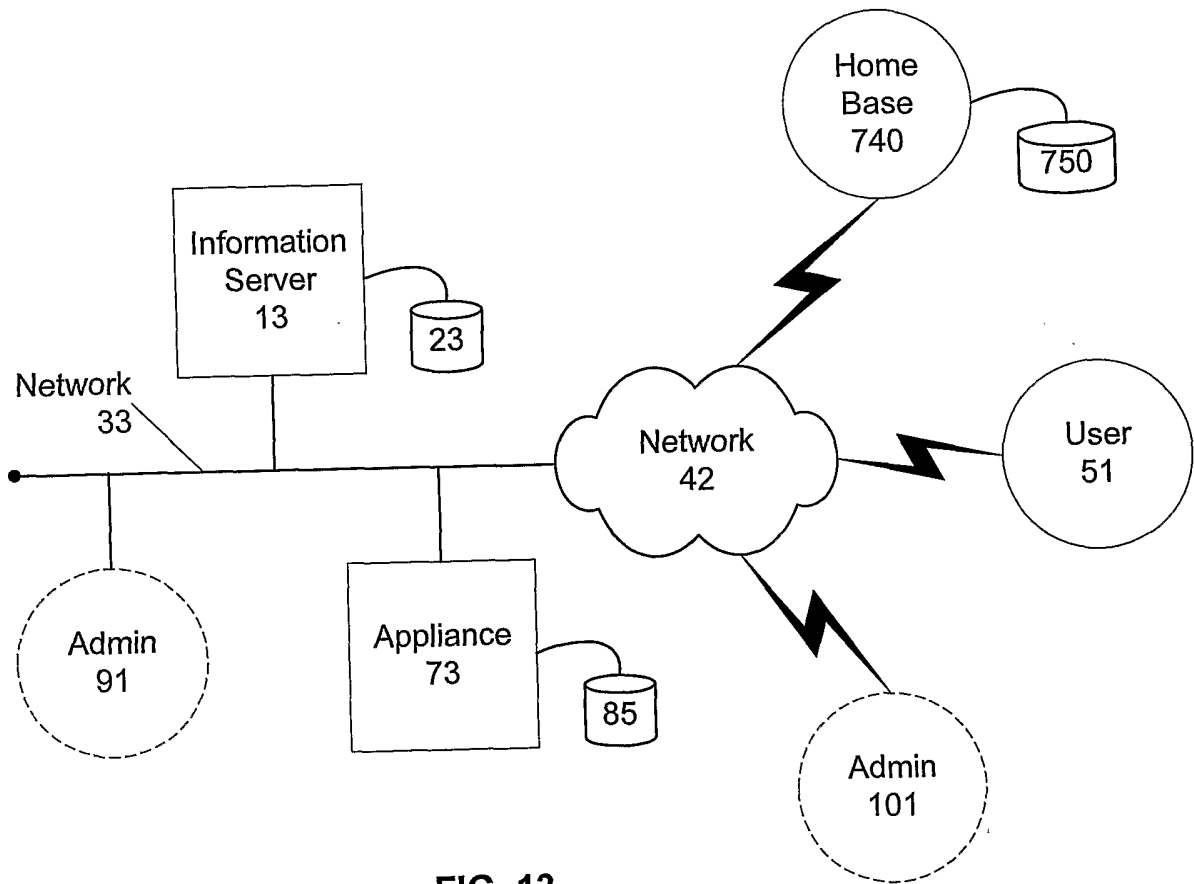 Home
Base
740
750
Information
Server
13
23
Network
33
Network
42
User
51
Admin
91
Appliance
73
85
Admin
101